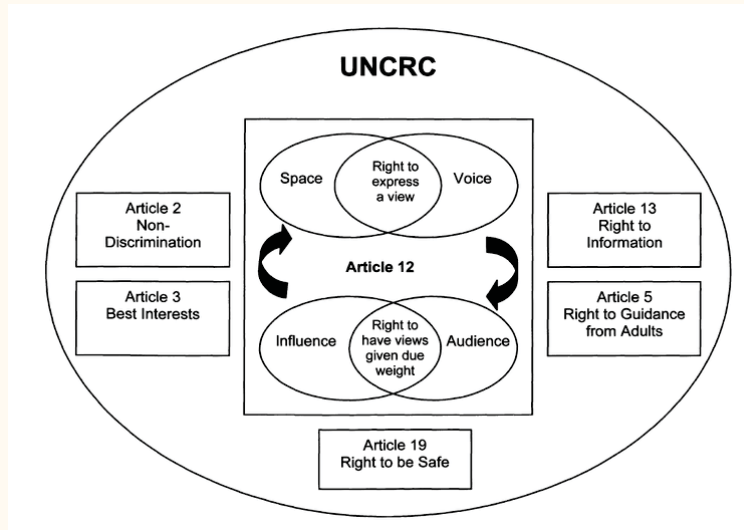 UNCRC
Space
Right to
express
a view
Voice
Article 2
Non-
Discrimination
Article 13
Right to
Information
Article 12
Article 3
Best Interests
Article 5
Right to Guidance
from Adults
Influence
Right to
have views
given due
weight
Audience
Article 19
Right to be Safe